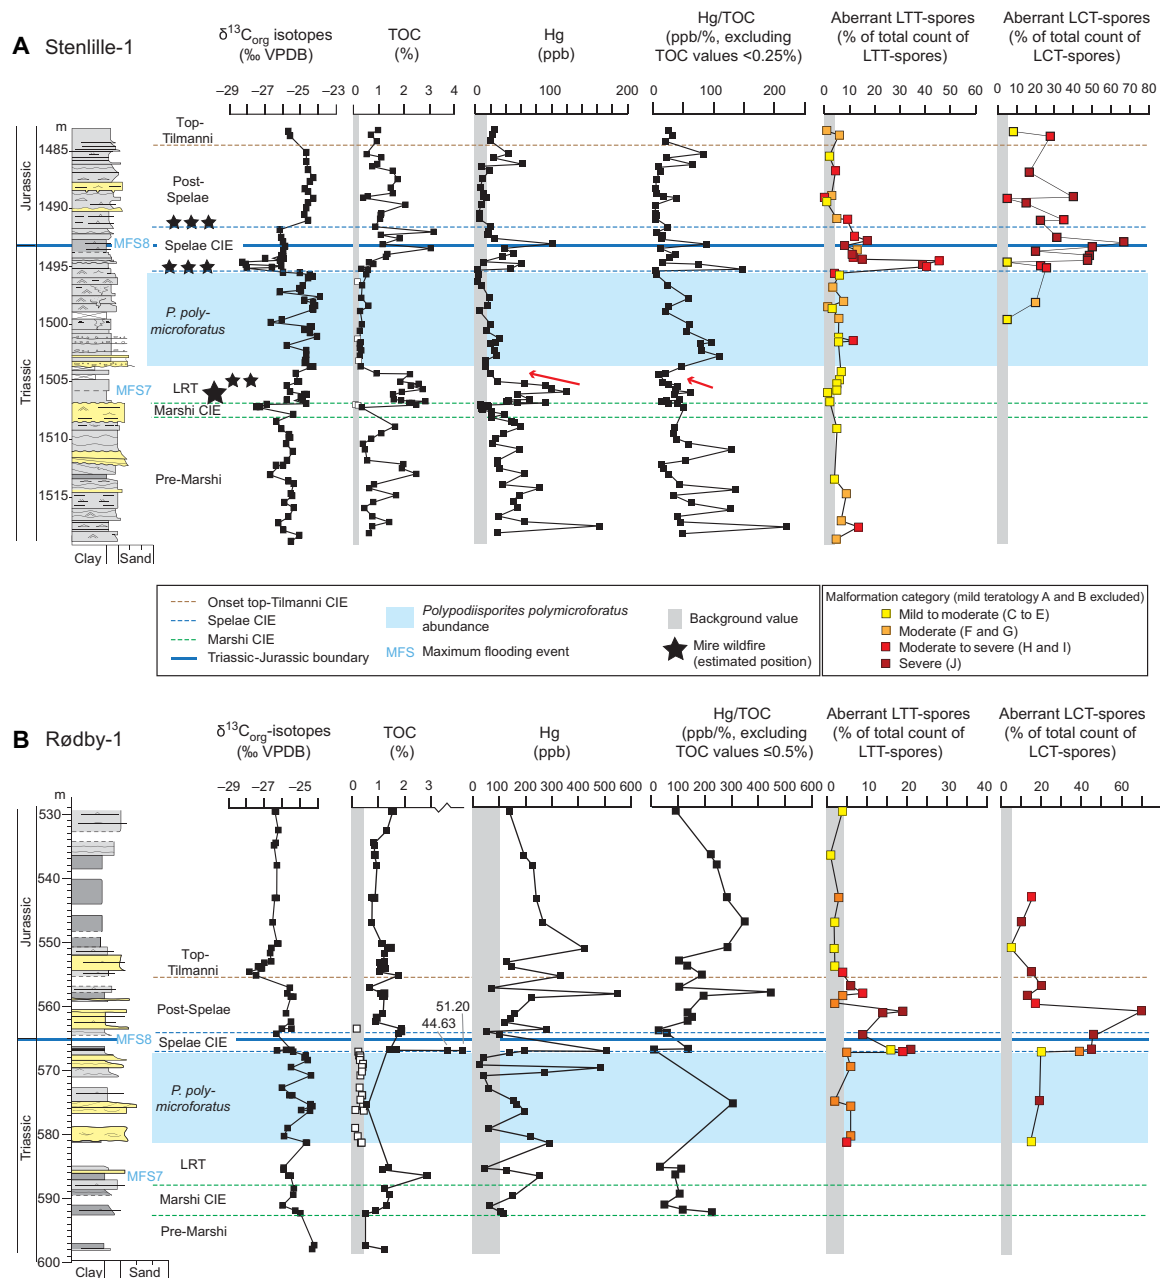 A Stenlille-1
δ13Corg isotopes
(‰ VPDB)
TOC
(%)
Hg
(ppb)
Hg/TOC
(ppb/%, excluding
TOC values <0.25%)
Aberrant LTT-spores
(% of total count of
LTT-spores)
Aberrant LCT-spores
(% of total count of
LCT-spores)
–29 –27 –25 –23
0 1 2 3 4
0 100 200
0 100 200
0 10 20 30 40 50 60
0 10 20 30 40 50 60 70 80
m
1485
1490
1495
1500
1505
1510
1515
Jurassic
Triassic
Top-
Tilmanni
Post-
Spelae
MFS8
Spelae CIE
P. poly-
microforatus
MFS7
LRT
Marshi CIE
Pre-Marshi
Clay Sand
Onset top-Tilmanni CIE
Spelae CIE
Marshi CIE
Triassic-Jurassic boundary
Polypodiisporites polymicroforatus
abundance
MFS Maximum flooding event
Background value
Mire wildfire
(estimated position)
Malformation category (mild teratology A and B excluded)
Mild to moderate (C to E)
Moderate (F and G)
Moderate to severe (H and I)
Severe (J)
B Rødby-1
δ13Corg-isotopes
(‰ VPDB)
TOC
(%)
Hg
(ppb)
Hg/TOC
(ppb/%, excluding
TOC values ≤0.5%)
Aberrant LTT-spores
(% of total count of
LTT-spores)
Aberrant LCT-spores
(% of total count of
LCT-spores)
–29 –27 –25 –24
0 1 2 3
0 100 200 300 400 500 600
0 100 200 300 400 500 600
0 10 20 30 40
0 20 40 60 80
m
530
540
550
560
570
580
590
600
Jurassic
Triassic
Top-
Tilmanni
Post-Spelae
51.20
44.63
MFS8
Spelae CIE
P. poly-
microforatus
LRT
MFS7
Marshi CIE
Pre-Marshi
Clay Sand